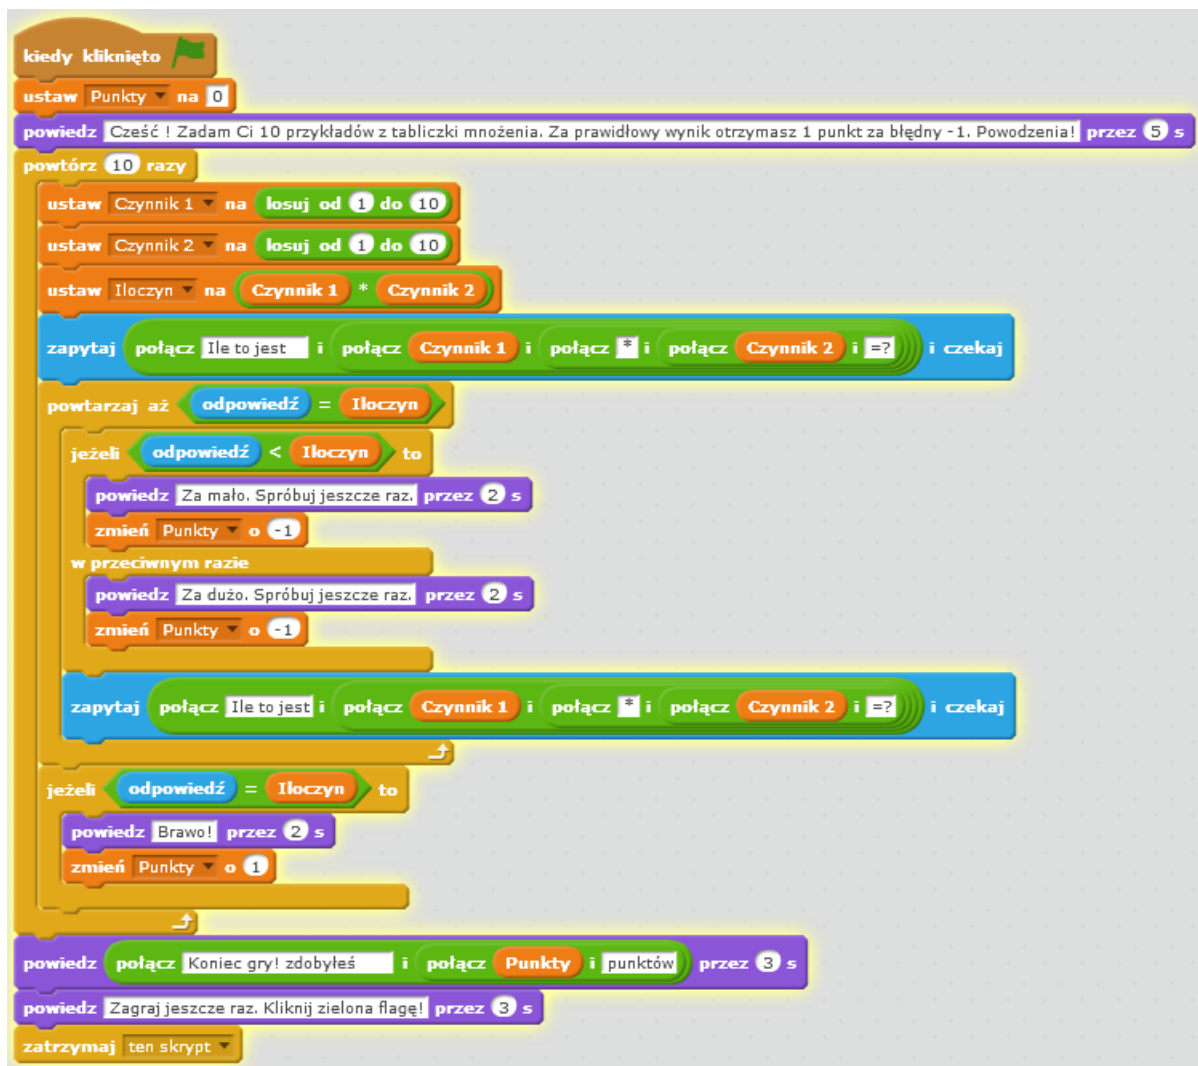 kiedy kliknięto
ustaw Punkty na 0
powiedz Cześć ! Zadam Ci 10 przykładów z tabliczki mnożenia. Za prawidłowy wynik otrzymasz 1 punkt za błędny -1. Powodzenia! przez 5 s
powtórz 10 razy
ustaw Czynnik 1 na losuj od 1 do 10
ustaw Czynnik 2 na losuj od 1 do 10
ustaw Iloczyn na Czynnik 1 * Czynnik 2
zapytaj połącz Ile to jest i połącz Czynnik 1 i połącz * i połącz Czynnik 2 i =? i czekaj
powtarzaj aż odpowiedź = Iloczyn
jeżeli odpowiedź < Iloczyn to
powiedz Za mało. Spróbuj jeszcze raz. przez 2 s
zmień Punkty o -1
w przeciwnym razie
powiedz Za dużo. Spróbuj jeszcze raz. przez 2 s
zmień Punkty o -1
zapytaj połącz Ile to jest i połącz Czynnik 1 i połącz * i połącz Czynnik 2 i =? i czekaj
jeżeli odpowiedź = Iloczyn to
powiedz Brawo! przez 2 s
zmień Punkty o 1
powiedz połącz Koniec gry! zdobyłeś i połącz Punkty i punktów przez 3 s
powiedz Zagraj jeszcze raz. Kliknij zielona flagę! przez 3 s
zatrzymaj ten skrypt